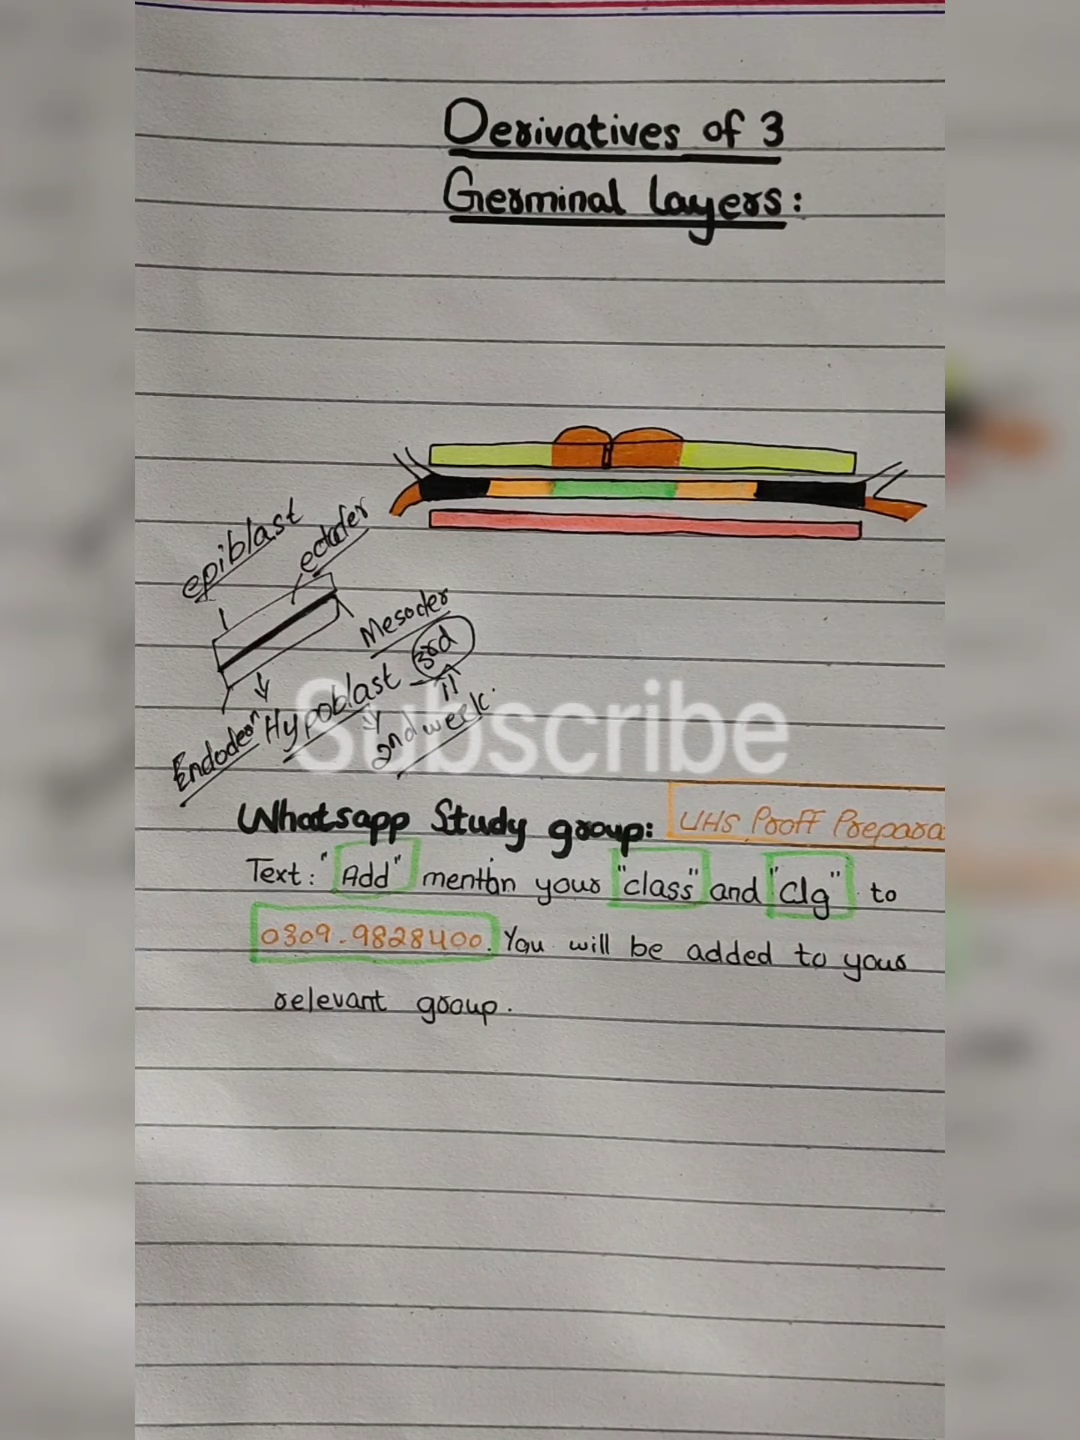 Derivatives of 3
Germinal layers:
epiblast
ectoder
Mesoder
3rd
Hypoblast
Endoderm
2nd week.
Subscribe
Whatsapp Study group:
UHS Proff Prepara
Text: "Add" mention your "class" and "Clg" to
0309-9828400. You will be added to your
relevant group.